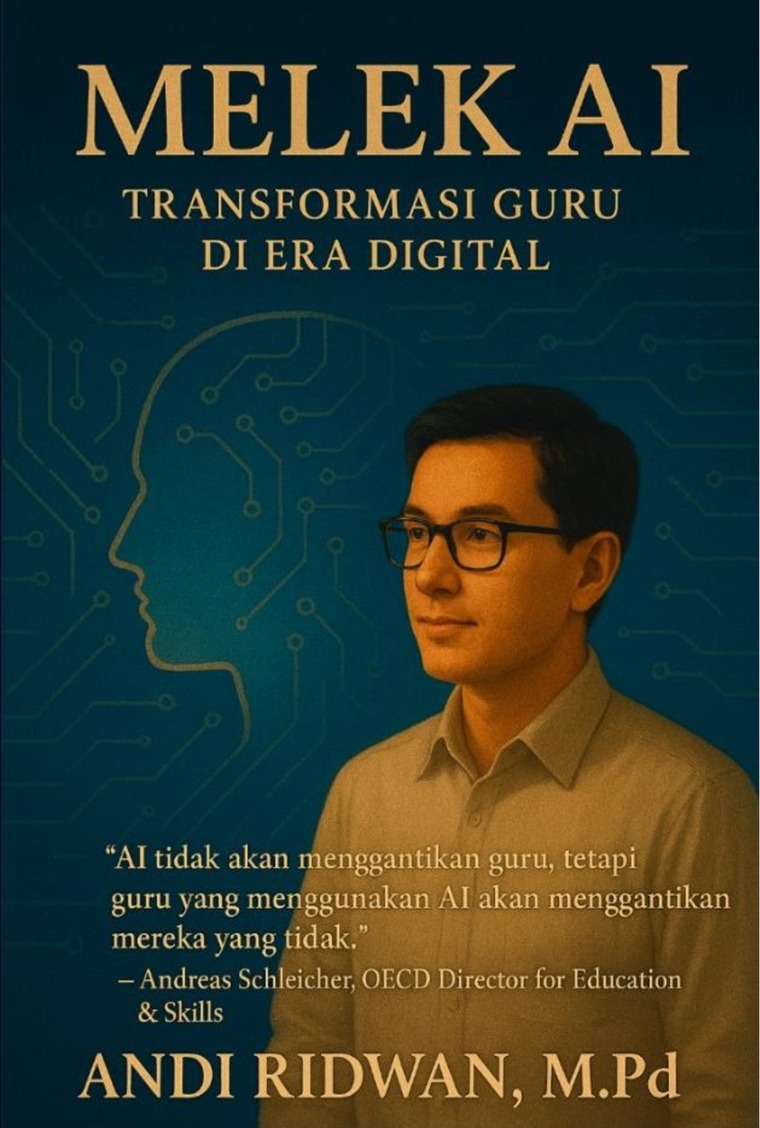 MELEK AI
TRANSFORMASI GURU
DI ERA DIGITAL
“AI tidak akan menggantikan guru, tetapi
guru yang menggunakan AI akan menggantikan
mereka yang tidak.”
– Andreas Schleicher, OECD Director for Education
& Skills
ANDI RIDWAN, M.Pd